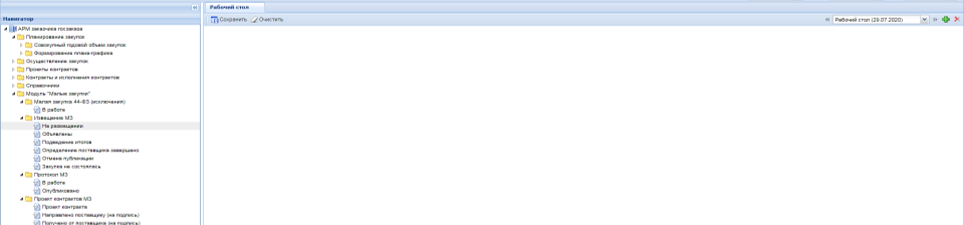 Рабочий стол
Сохранить Очистить
Рабочий стол (29.07.2020)
Навигатор
АРМ заказчика госзаказ
Планирование закупок
Совокупный годовой объем закупок
Формирование плана-графика
Осуществление закупок
Проекты контрактов
Контракты и исполнения контрактов
Справочники
Модуль "Малые закупки"
Малая закупка 44-ФЗ (исключения)
В работе
Извещение МЗ
На размещении
Объявлены
Подведение итогов
Определение поставщика завершено
Отмена публикации
Закупка не состоялась
Протокол МЗ
В работе
Опубликовано
Проект контрактов МЗ
Проект контракта
Направлено поставщику (на подпись)
Получено от поставщика (на подпись)